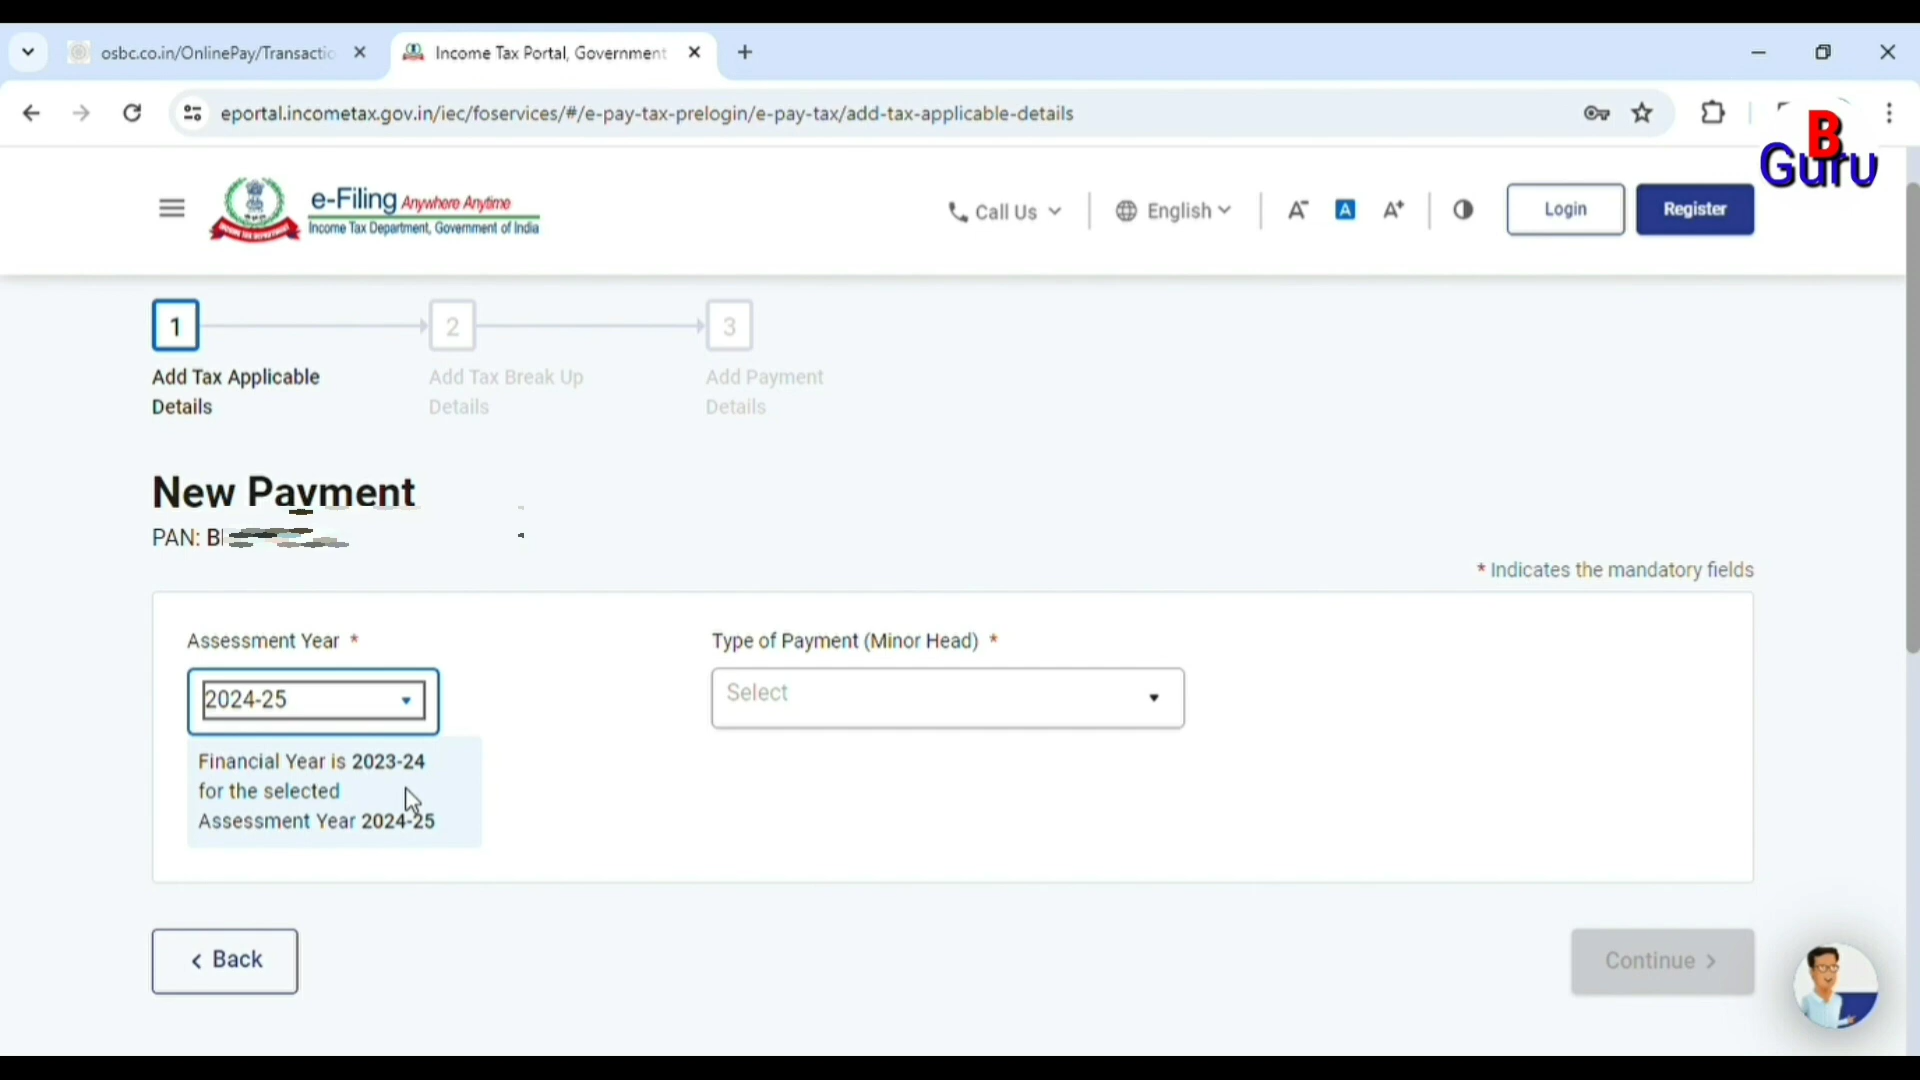 osbc.co.in/OnlinePay/Transactio
Income Tax Portal, Government
eportal.incometax.gov.in/iec/foservices/#/e-pay-tax-prelogin/e-pay-tax/add-tax-applicable-details
B
Guru
e-Filing Anywhere Anytime
Income Tax Department, Government of India
Call Us
English
A-
A
A+
Login
Register
1
2
3
Add Tax Applicable
Details
Add Tax Break Up
Details
Add Payment
Details
New Payment
PAN: B
* Indicates the mandatory fields
Assessment Year *
Type of Payment (Minor Head) *
2024-25
Select
Financial Year is 2023-24
for the selected
Assessment Year 2024-25
< Back
Continue >